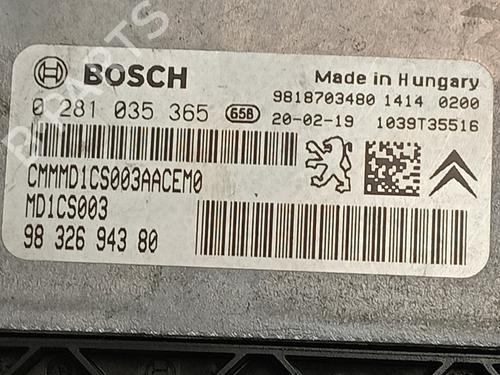 BOSCH
Made in Hungary
0 281 035 365 658
9818703480 1414 0200
20-02-19 1039T35516
CMMMD1CS003AACEM0
MD1CS003
98 326 943 80